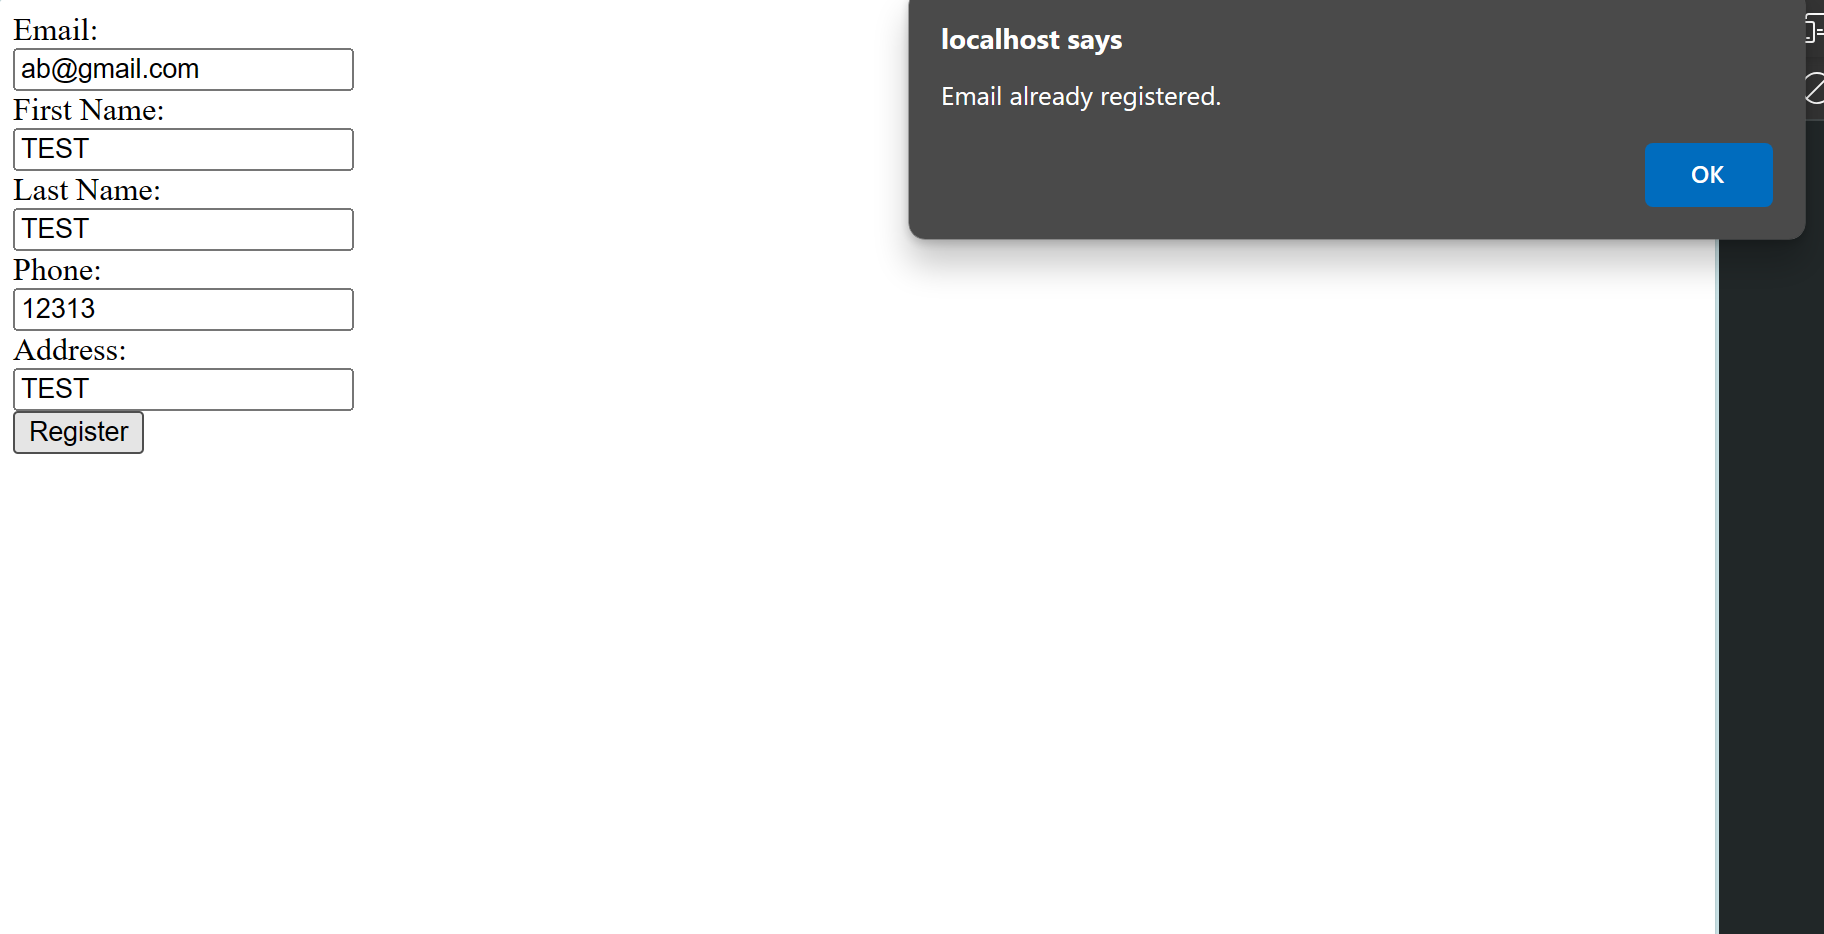 Email:
ab@gmail.com
First Name:
TEST
Last Name:
TEST
Phone:
12313
Address:
TEST
Register
localhost says
Email already registered.
OK